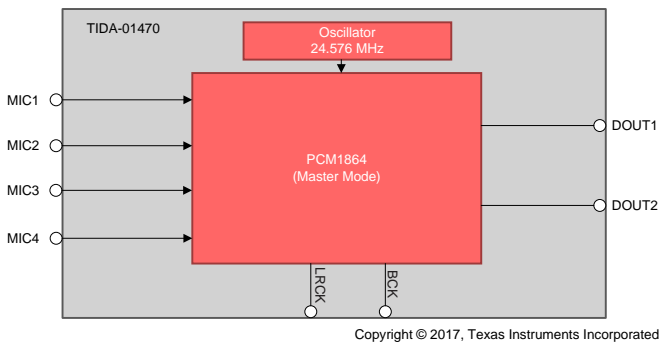 TIDA-01470
Oscillator
24.576 MHz
MIC1
MIC2
MIC3
MIC4
PCM1864
(Master Mode)
DOUT1
DOUT2
LRCK
BCK
Copyright © 2017, Texas Instruments Incorporated